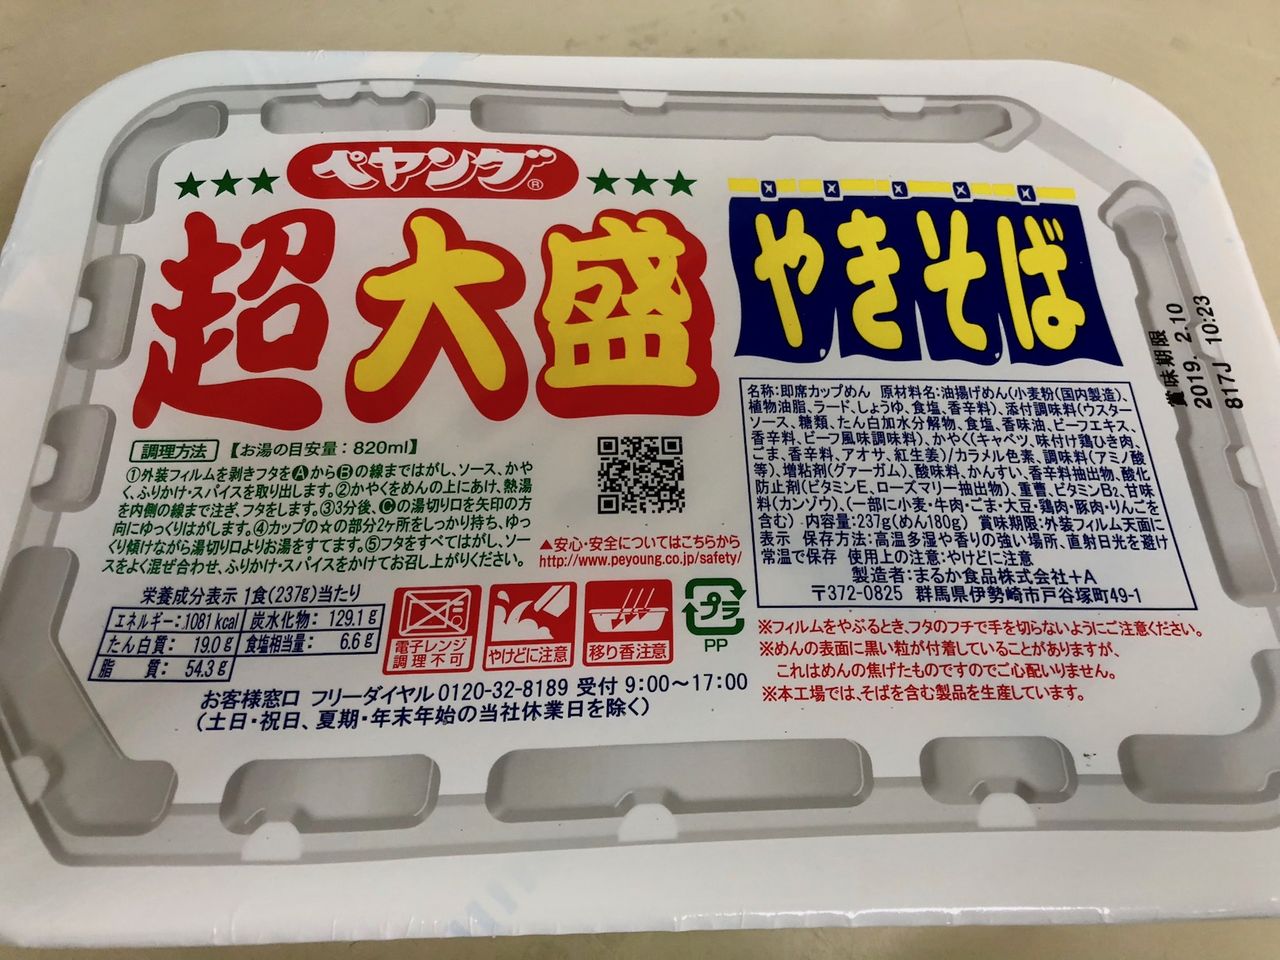 ★★★ ペヤング® ★★★
超大盛
やきそば
調理方法 【お湯の目安量：820ml】
①外装フィルムを剥きフタをⒶからⒷの線まではがし、ソース、かや
く、ふりかけ・スパイスを取り出します。②かやくをめんの上にあけ、熱湯
を内側の線まで注ぎ、フタをします。③3分後、Ⓒの湯切り口を矢印の方
向にゆっくりはがします。④カップの☆の部分2ヶ所をしっかり持ち、ゆっ
くり傾けながら湯切り口よりお湯をすてます。⑤フタをすべてはがし、ソー
スをよく混ぜ合わせ、ふりかけ・スパイスをかけてお召し上がりください。
▲安心・安全についてはこちらから
http://www.peyoung.co.jp/safety/
栄養成分表示 1食(237g)当たり
エネルギー：1081kcal 炭水化物：129.1g
たん白質：19.0g 食塩相当量：6.6g
脂質：54.3g
電子レンジ
調理不可
やけどに注意
移り香注意
プラ
PP
お客様窓口 フリーダイヤル 0120-32-8189 受付 9:00～17:00
(土日・祝日、夏期・年末年始の当社休業日を除く)
名称：即席カップめん 原材料名：油揚げめん(小麦粉(国内製造)、
植物油脂、ラード、しょうゆ、食塩、香辛料)、添付調味料(ウスター
ソース、糖類、たん白加水分解物、食塩、香味油、ビーフエキス、
香辛料、ビーフ風味調味料)、かやく(キャベツ、味付け鶏ひき肉、
ごま、香辛料、アオサ、紅生姜)/カラメル色素、調味料(アミノ酸
等)、増粘剤(グァーガム)、酸味料、かんすい、香辛料抽出物、酸化
防止剤(ビタミンE、ローズマリー抽出物)、重曹、ビタミンB2、甘味
料(カンゾウ)、(一部に小麦・牛肉・ごま・大豆・鶏肉・豚肉・りんごを
含む) 内容量：237g(めん180g) 賞味期限：外装フィルム天面に
表示 保存方法：高温多湿や香りの強い場所、直射日光を避け
常温で保存 使用上の注意：やけどに注意
製造者：まるか食品株式会社+A
〒372-0825 群馬県伊勢崎市戸谷塚町49-1
※フィルムをやぶるとき、フタのフチで手を切らないようにご注意ください。
※めんの表面に黒い粒が付着していることがありますが、
これはめんの焦げたものですのでご心配いりません。
※本工場では、そばを含む製品を生産しています。
賞味期限
2019. 2.10
817J 10:23